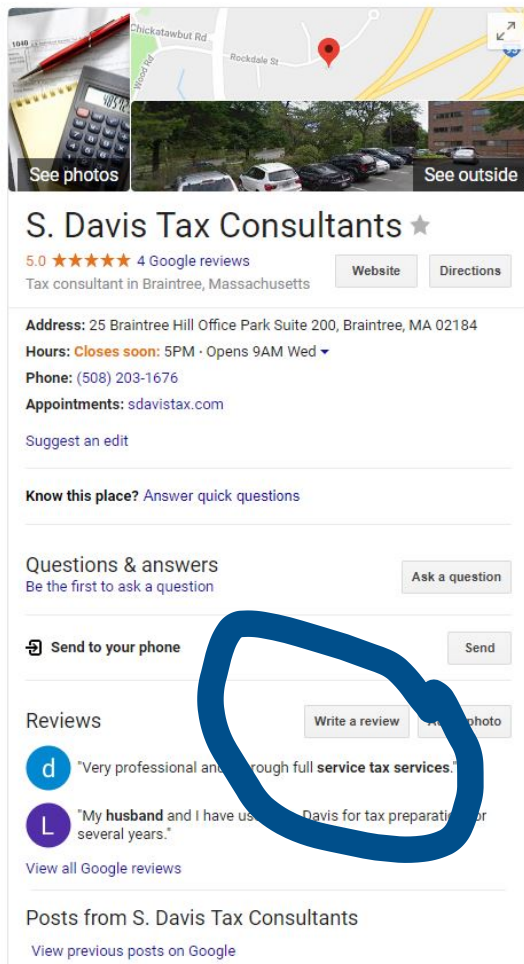 1040
Chickatawbut Rd
Rockdale St
Wood Rd
See photos
See outside
S. Davis Tax Consultants
5.0 ★★★★★ 4 Google reviews
Tax consultant in Braintree, Massachusetts
Website
Directions
Address: 25 Braintree Hill Office Park Suite 200, Braintree, MA 02184
Hours: Closes soon: 5PM · Opens 9AM Wed
Phone: (508) 203-1676
Appointments: sdavistax.com
Suggest an edit
Know this place? Answer quick questions
Questions & answers
Be the first to ask a question
Ask a question
Send to your phone
Send
Reviews
Write a review
photo
d
"Very professional and full service tax services."
L
"My husband and I have Davis for tax
several years."
View all Google reviews
Posts from S. Davis Tax Consultants
View previous posts on Google